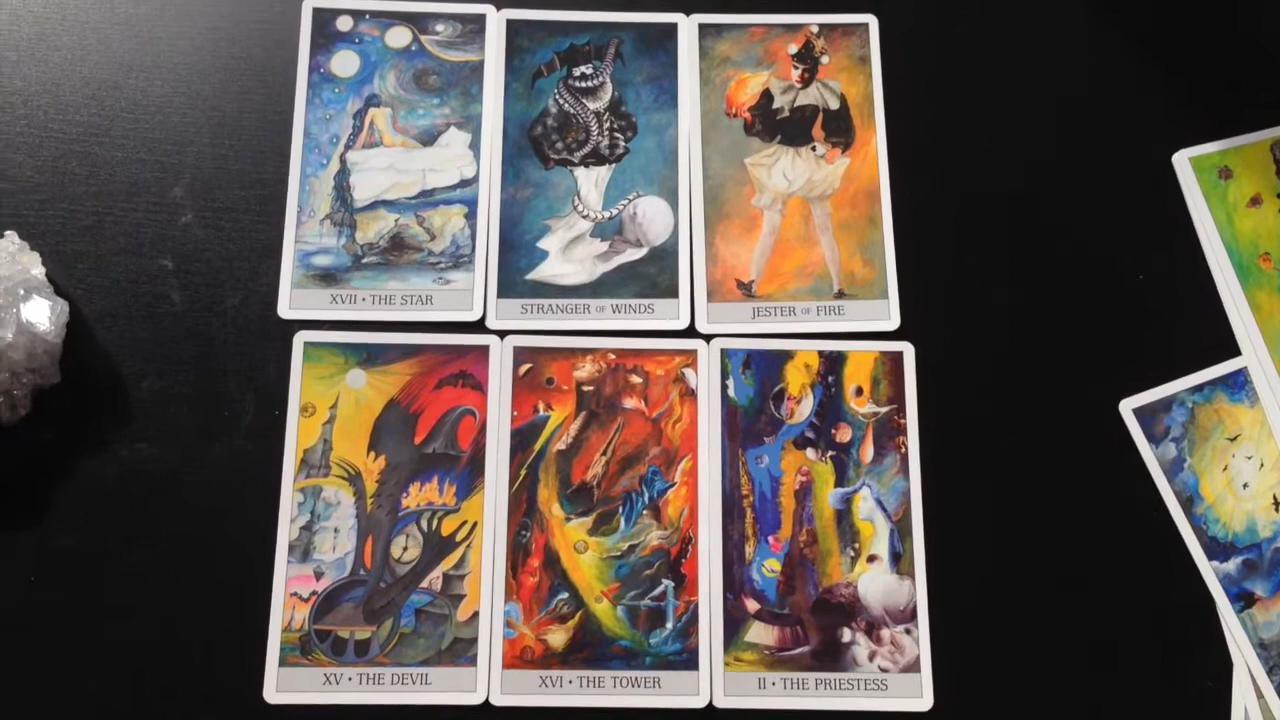 XVII • THE STAR
STRANGER OF WINDS
JESTER OF FIRE
XV • THE DEVIL
XVI • THE TOWER
II • THE PRIESTESS